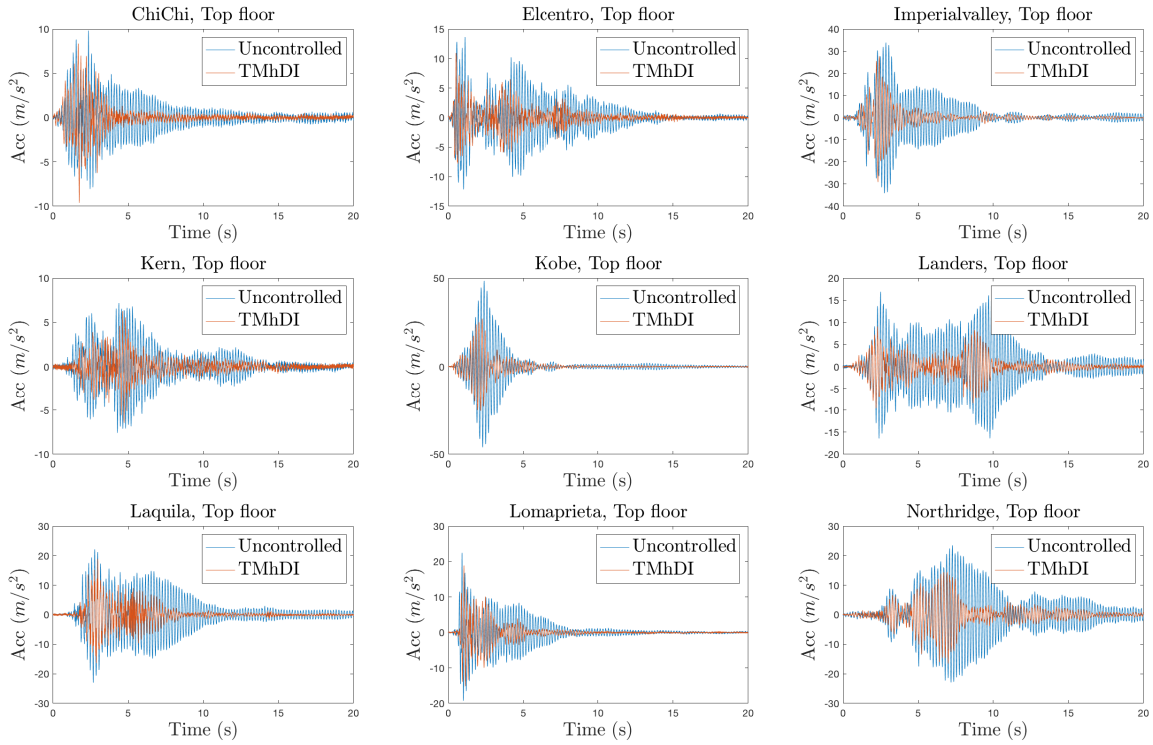 ChiChi, Top floor
Uncontrolled
TMhDI
10
5
0
-5
-10
Acc (m/s²)
0 5 10 15 20
Time (s)
Elcentro, Top floor
Uncontrolled
TMhDI
15
10
5
0
-5
-10
-15
Acc (m/s²)
0 5 10 15 20
Time (s)
Imperialvalley, Top floor
Uncontrolled
TMhDI
40
30
20
10
0
-10
-20
-30
-40
Acc (m/s²)
0 5 10 15 20
Time (s)
Kern, Top floor
Uncontrolled
TMhDI
10
5
0
-5
-10
Acc (m/s²)
0 5 10 15 20
Time (s)
Kobe, Top floor
Uncontrolled
TMhDI
50
0
-50
Acc (m/s²)
0 5 10 15 20
Time (s)
Landers, Top floor
Uncontrolled
TMhDI
20
15
10
5
0
-5
-10
-15
-20
Acc (m/s²)
0 5 10 15 20
Time (s)
Laquila, Top floor
Uncontrolled
TMhDI
30
20
10
0
-10
-20
-30
Acc (m/s²)
0 5 10 15 20
Time (s)
Lomaprieta, Top floor
Uncontrolled
TMhDI
30
20
10
0
-10
-20
Acc (m/s²)
0 5 10 15 20
Time (s)
Northridge, Top floor
Uncontrolled
TMhDI
30
20
10
0
-10
-20
-30
Acc (m/s²)
0 5 10 15 20
Time (s)